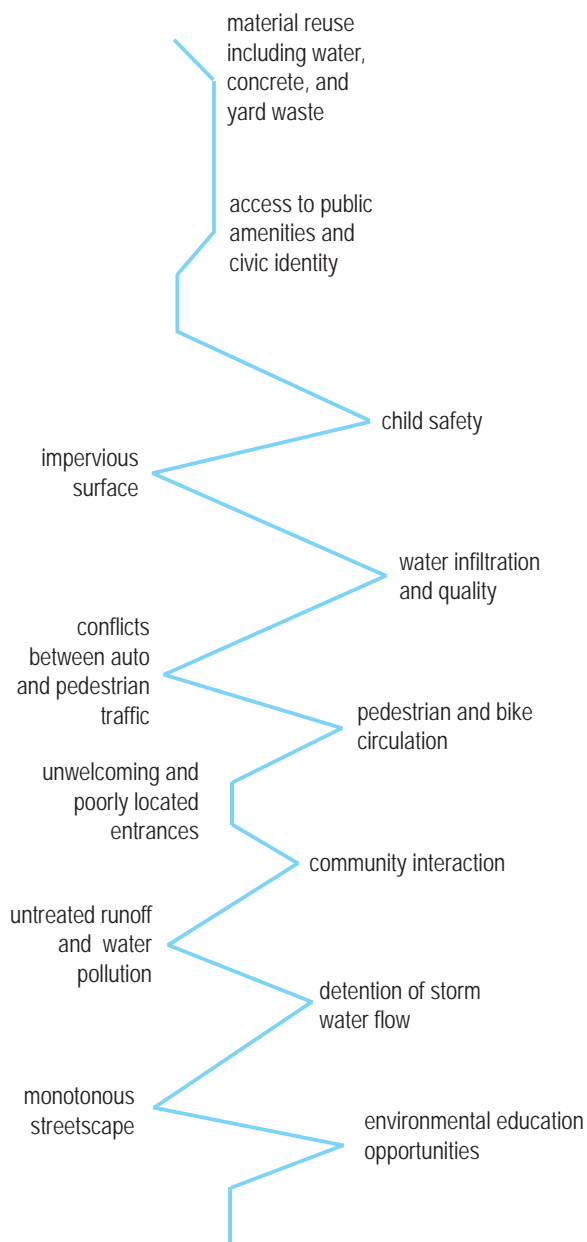 material reuse
including water,
concrete, and
yard waste
access to public
amenities and
civic identity
child safety
impervious
surface
water infiltration
and quality
conflicts
between auto
and pedestrian
traffic
pedestrian and bike
circulation
unwelcoming and
poorly located
entrances
community interaction
untreated runoff
and water
pollution
detention of storm
water flow
monotonous
streetscape
environmental education
opportunities